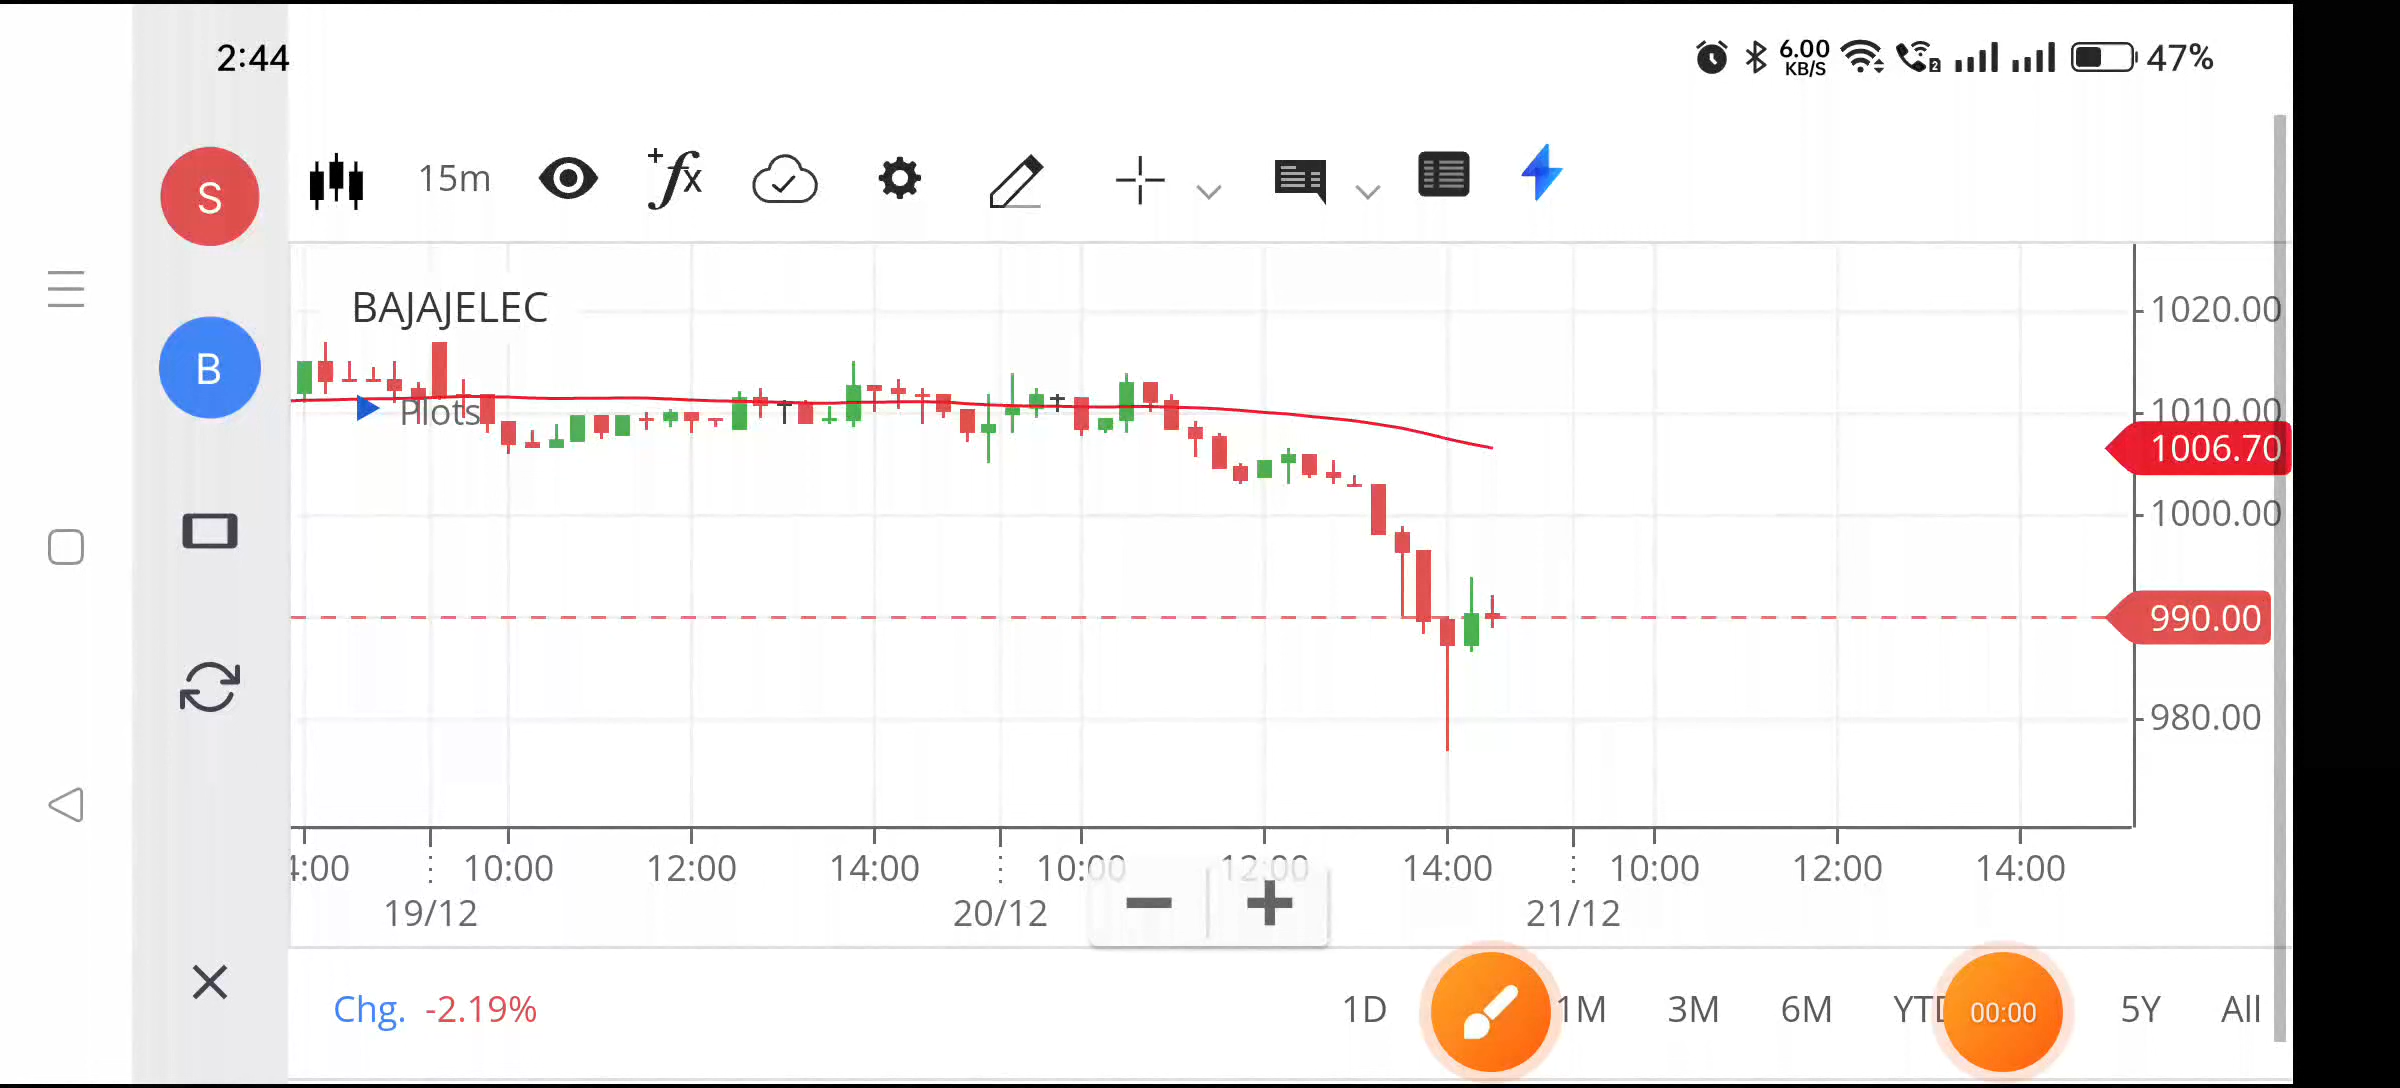 2:44
6.00
KB/S
2
47%
S
15m
fx
B
BAJAJELEC
Plots
1020.00
1010.00
1006.70
1000.00
990.00
980.00
4:00 10:00 12:00 14:00 10:00 12:00 14:00 10:00 12:00 14:00
19/12 20/12 21/12
Chg. -2.19%
1D 1M 3M 6M YTD 00:00 5Y All